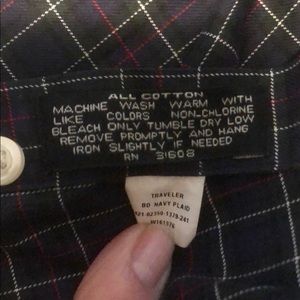 ALL COTTON
MACHINE WASH WARM WITH
LIKE COLORS NON-CHLORINE
BLEACH ONLY TUMBLE DRY LOW
REMOVE PROMPTLY AND HANG
IRON SLIGHTLY IF NEEDED
RN 31608
TRAVELER
BD NAVY PLAID
W161576